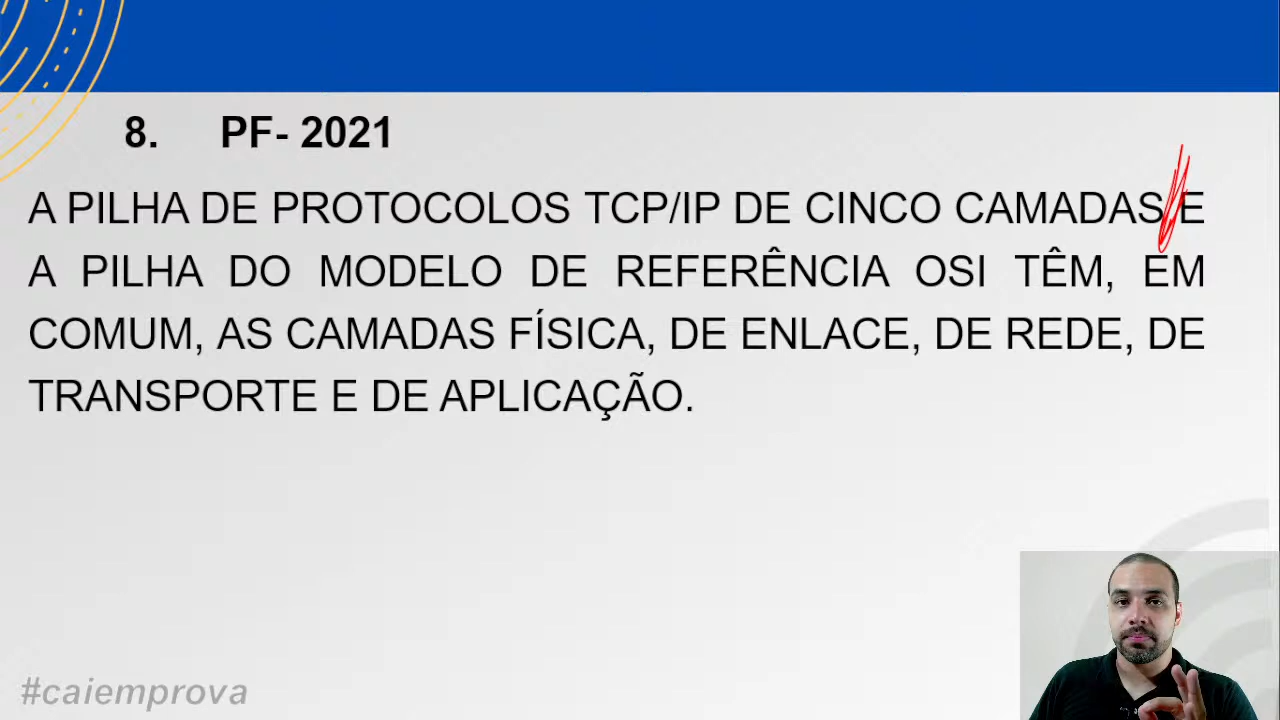 8. PF- 2021
A PILHA DE PROTOCOLOS TCP/IP DE CINCO CAMADAS E
A PILHA DO MODELO DE REFERÊNCIA OSI TÊM, EM
COMUM, AS CAMADAS FÍSICA, DE ENLACE, DE REDE, DE
TRANSPORTE E DE APLICAÇÃO.
#caiemprova